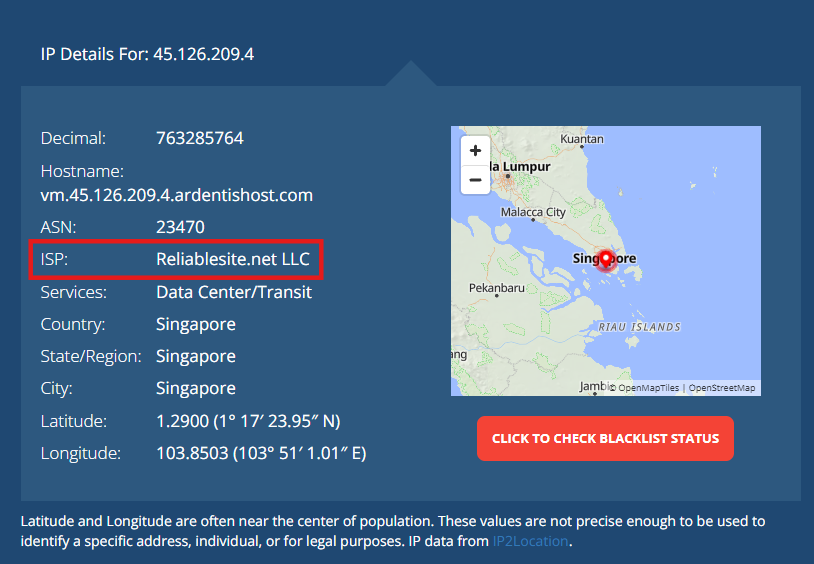 IP Details For: 45.126.209.4
Decimal: 763285764
Hostname:
vm.45.126.209.4.ardentishost.com
ASN: 23470
ISP: Reliablesite.net LLC
Services: Data Center/Transit
Country: Singapore
State/Region: Singapore
City: Singapore
Latitude: 1.2900 (1° 17′ 23.95″ N)
Longitude: 103.8503 (103° 51′ 1.01″ E)
+
−
Kuantan
la Lumpur
Malacca City
Singapore
Pekanbaru
RIAU ISLANDS
ang
Jambi
© OpenMapTiles | OpenStreetMap
CLICK TO CHECK BLACKLIST STATUS
Latitude and Longitude are often near the center of population. These values are not precise enough to be used to
identify a specific address, individual, or for legal purposes. IP data from IP2Location.